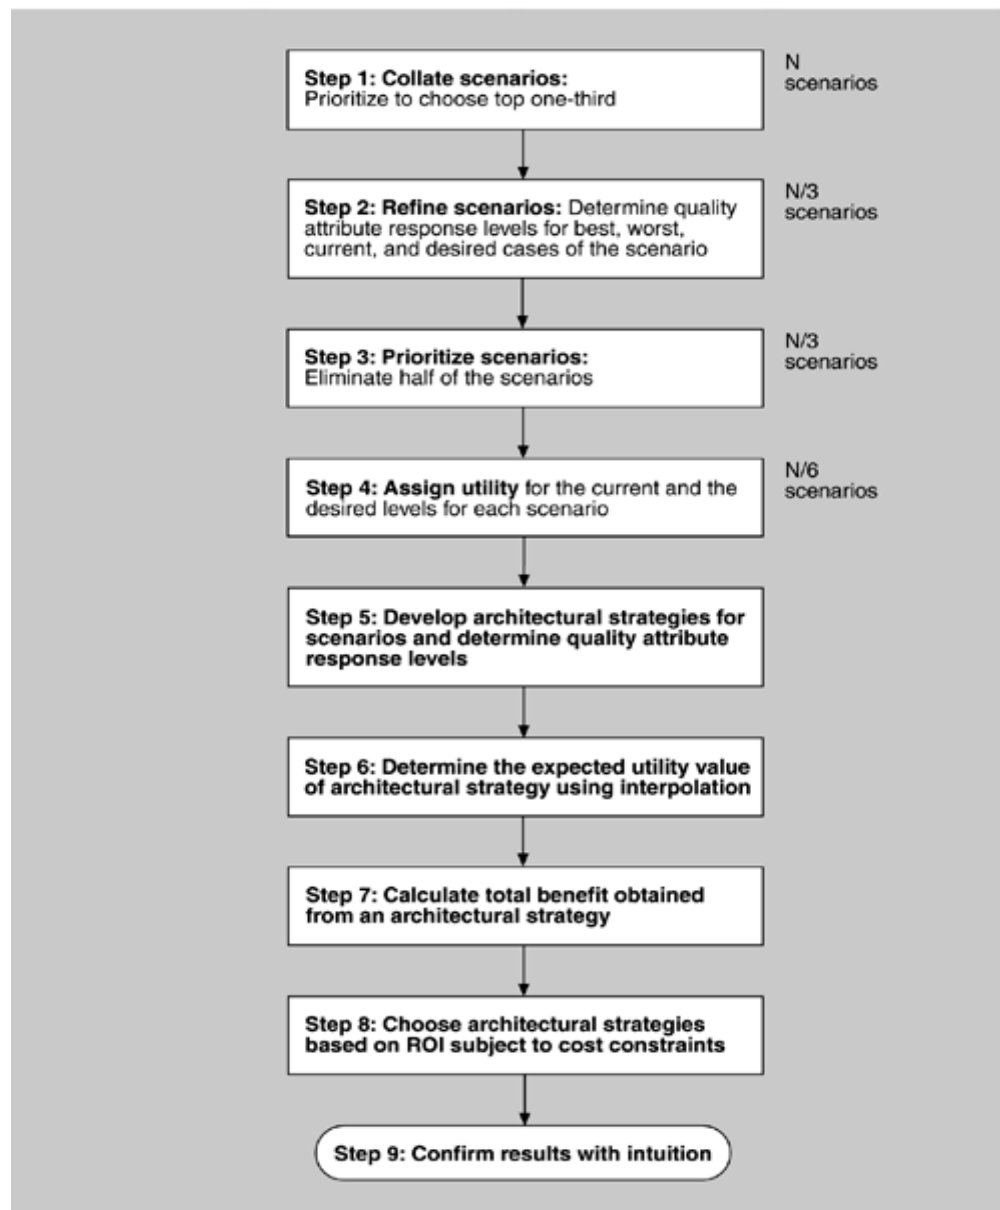 Step 1: Collate scenarios:
Prioritize to choose top one-third
N
scenarios
Step 2: Refine scenarios: Determine quality
attribute response levels for best, worst,
current, and desired cases of the scenario
N/3
scenarios
Step 3: Prioritize scenarios:
Eliminate half of the scenarios
N/3
scenarios
Step 4: Assign utility for the current and the
desired levels for each scenario
N/6
scenarios
Step 5: Develop architectural strategies for
scenarios and determine quality attribute
response levels
Step 6: Determine the expected utility value
of architectural strategy using interpolation
Step 7: Calculate total benefit obtained
from an architectural strategy
Step 8: Choose architectural strategies
based on ROI subject to cost constraints
Step 9: Confirm results with intuition